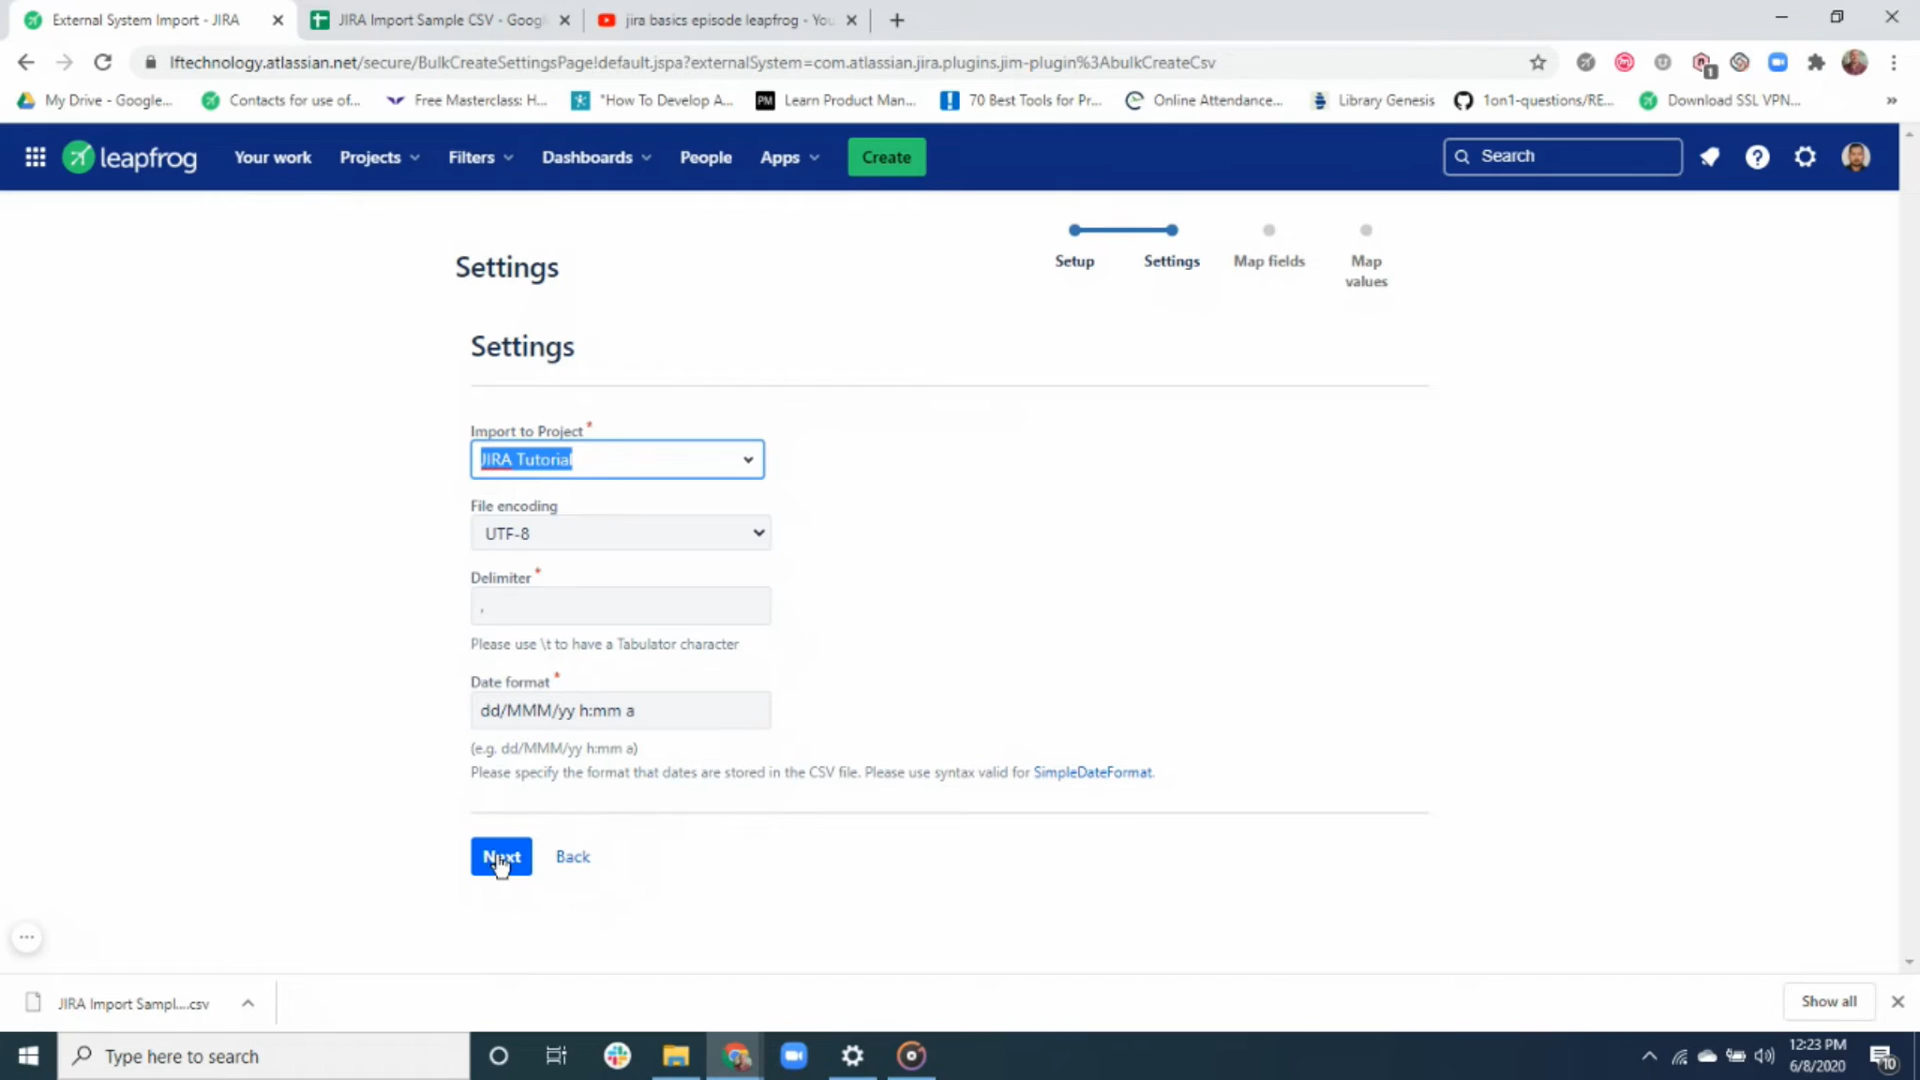 External System Import - JIRA
JIRA Import Sample CSV - Googl
jira basics episode leapfrog - You
lftechnology.atlassian.net/secure/BulkCreateSettingsPage!default.jspa?externalSystem=com.atlassian.jira.plugins.jim-plugin%3AbulkCreateCsv
My Drive - Google...
Contacts for use of...
Free Masterclass: H...
"How To Develop A...
PM
Learn Product Man...
70 Best Tools for Pr...
Online Attendance...
Library Genesis
1on1-questions/RE...
Download SSL VPN...
leapfrog
Your work
Projects
Filters
Dashboards
People
Apps
Create
Search
Settings
Setup
Settings
Map fields
Map
values
Settings
Import to Project *
JIRA Tutorial
File encoding
UTF-8
Delimiter *
,
Please use \t to have a Tabulator character
Date format *
dd/MMM/yy h:mm a
(e.g. dd/MMM/yy h:mm a)
Please specify the format that dates are stored in the CSV file. Please use syntax valid for SimpleDateFormat.
Next
Back
JIRA Import Sampl....csv
Show all
Type here to search
12:23 PM
6/8/2020
10